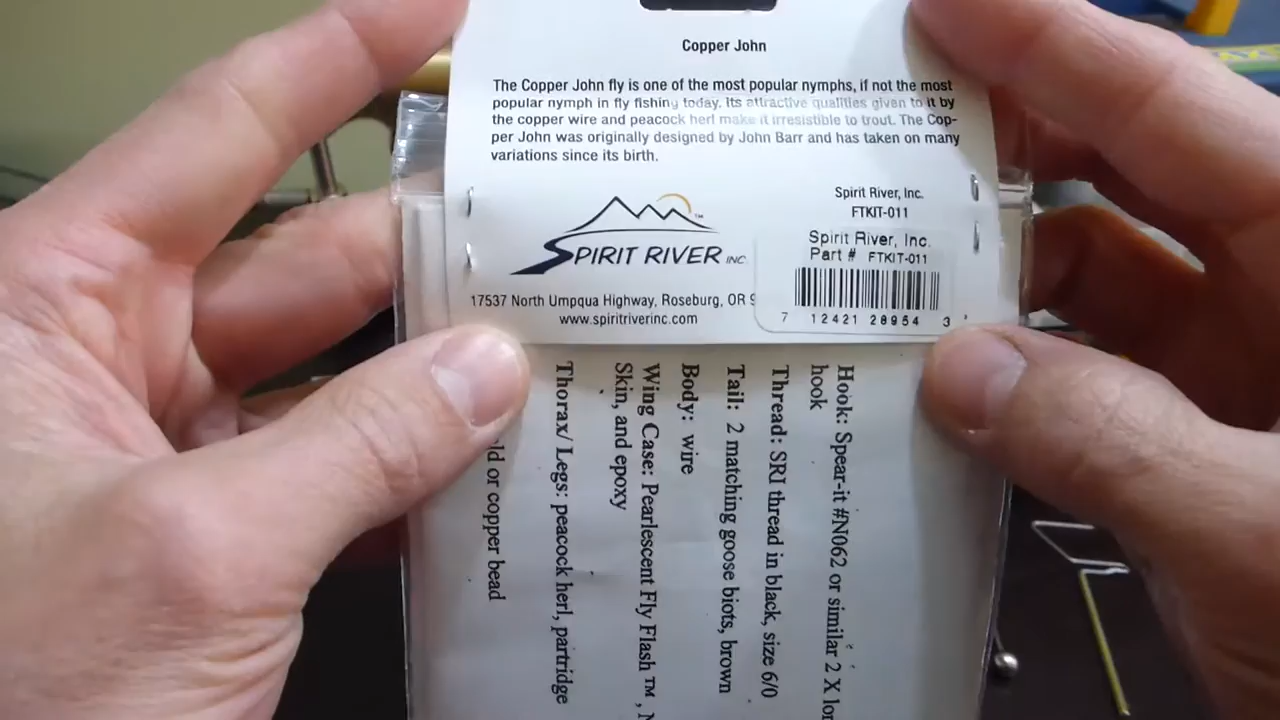 Copper John
The Copper John fly is one of the most popular nymphs, if not the most
popular nymph in fly fishing today. Its attractive qualities given to it by
the copper wire and peacock herl make it irresistible to trout. The Cop-
per John was originally designed by John Barr and has taken on many
variations since its birth.
SPIRIT RIVER INC
™
17537 North Umpqua Highway, Roseburg, OR
www.spiritriverinc.com
Spirit River, Inc.
FTKIT-011
Spirit River, Inc.
Part # FTKIT-011
7 12421 28954 3
Hook: Spear-it #N062 or similar 2 X
hook
Thread: SRI thread in black, size 6/0
Tail: 2 matching goose biots, brown
Body: wire
Wing Case: Pearlescent Fly Flash ™,
Skin, and epoxy
Thorax/ Legs: peacock herl, partridge
or copper bead